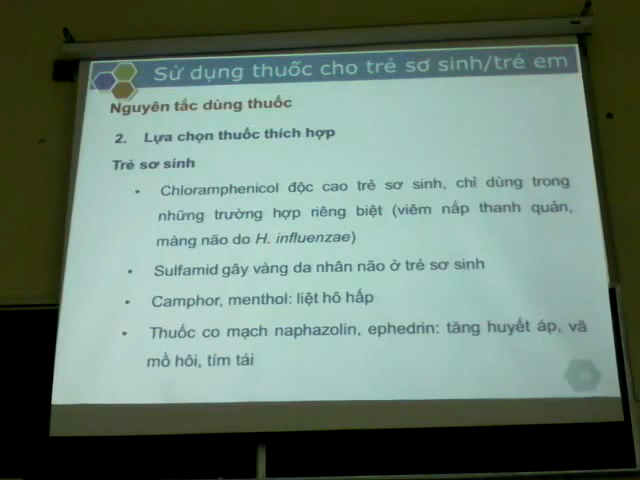 Sử dụng thuốc cho trẻ sơ sinh/trẻ em
Nguyên tắc dùng thuốc
2. Lựa chọn thuốc thích hợp
Trẻ sơ sinh
• Chloramphenicol độc cao trẻ sơ sinh, chỉ dùng trong
những trường hợp riêng biệt (viêm nắp thanh quản,
màng não do H. influenzae)
• Sulfamid gây vàng da nhân não ở trẻ sơ sinh
• Camphor, menthol: liệt hô hấp
• Thuốc co mạch naphazolin, ephedrin: tăng huyết áp, vã
mồ hôi, tím tái